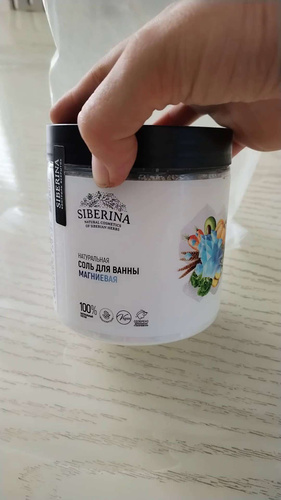 SIBERINA
SIBERINA
NATURAL COSMETICS
OF SIBERIAN HERBS
НАТУРАЛЬНАЯ
СОЛЬ ДЛЯ ВАННЫ
МАГНИЕВАЯ
100%